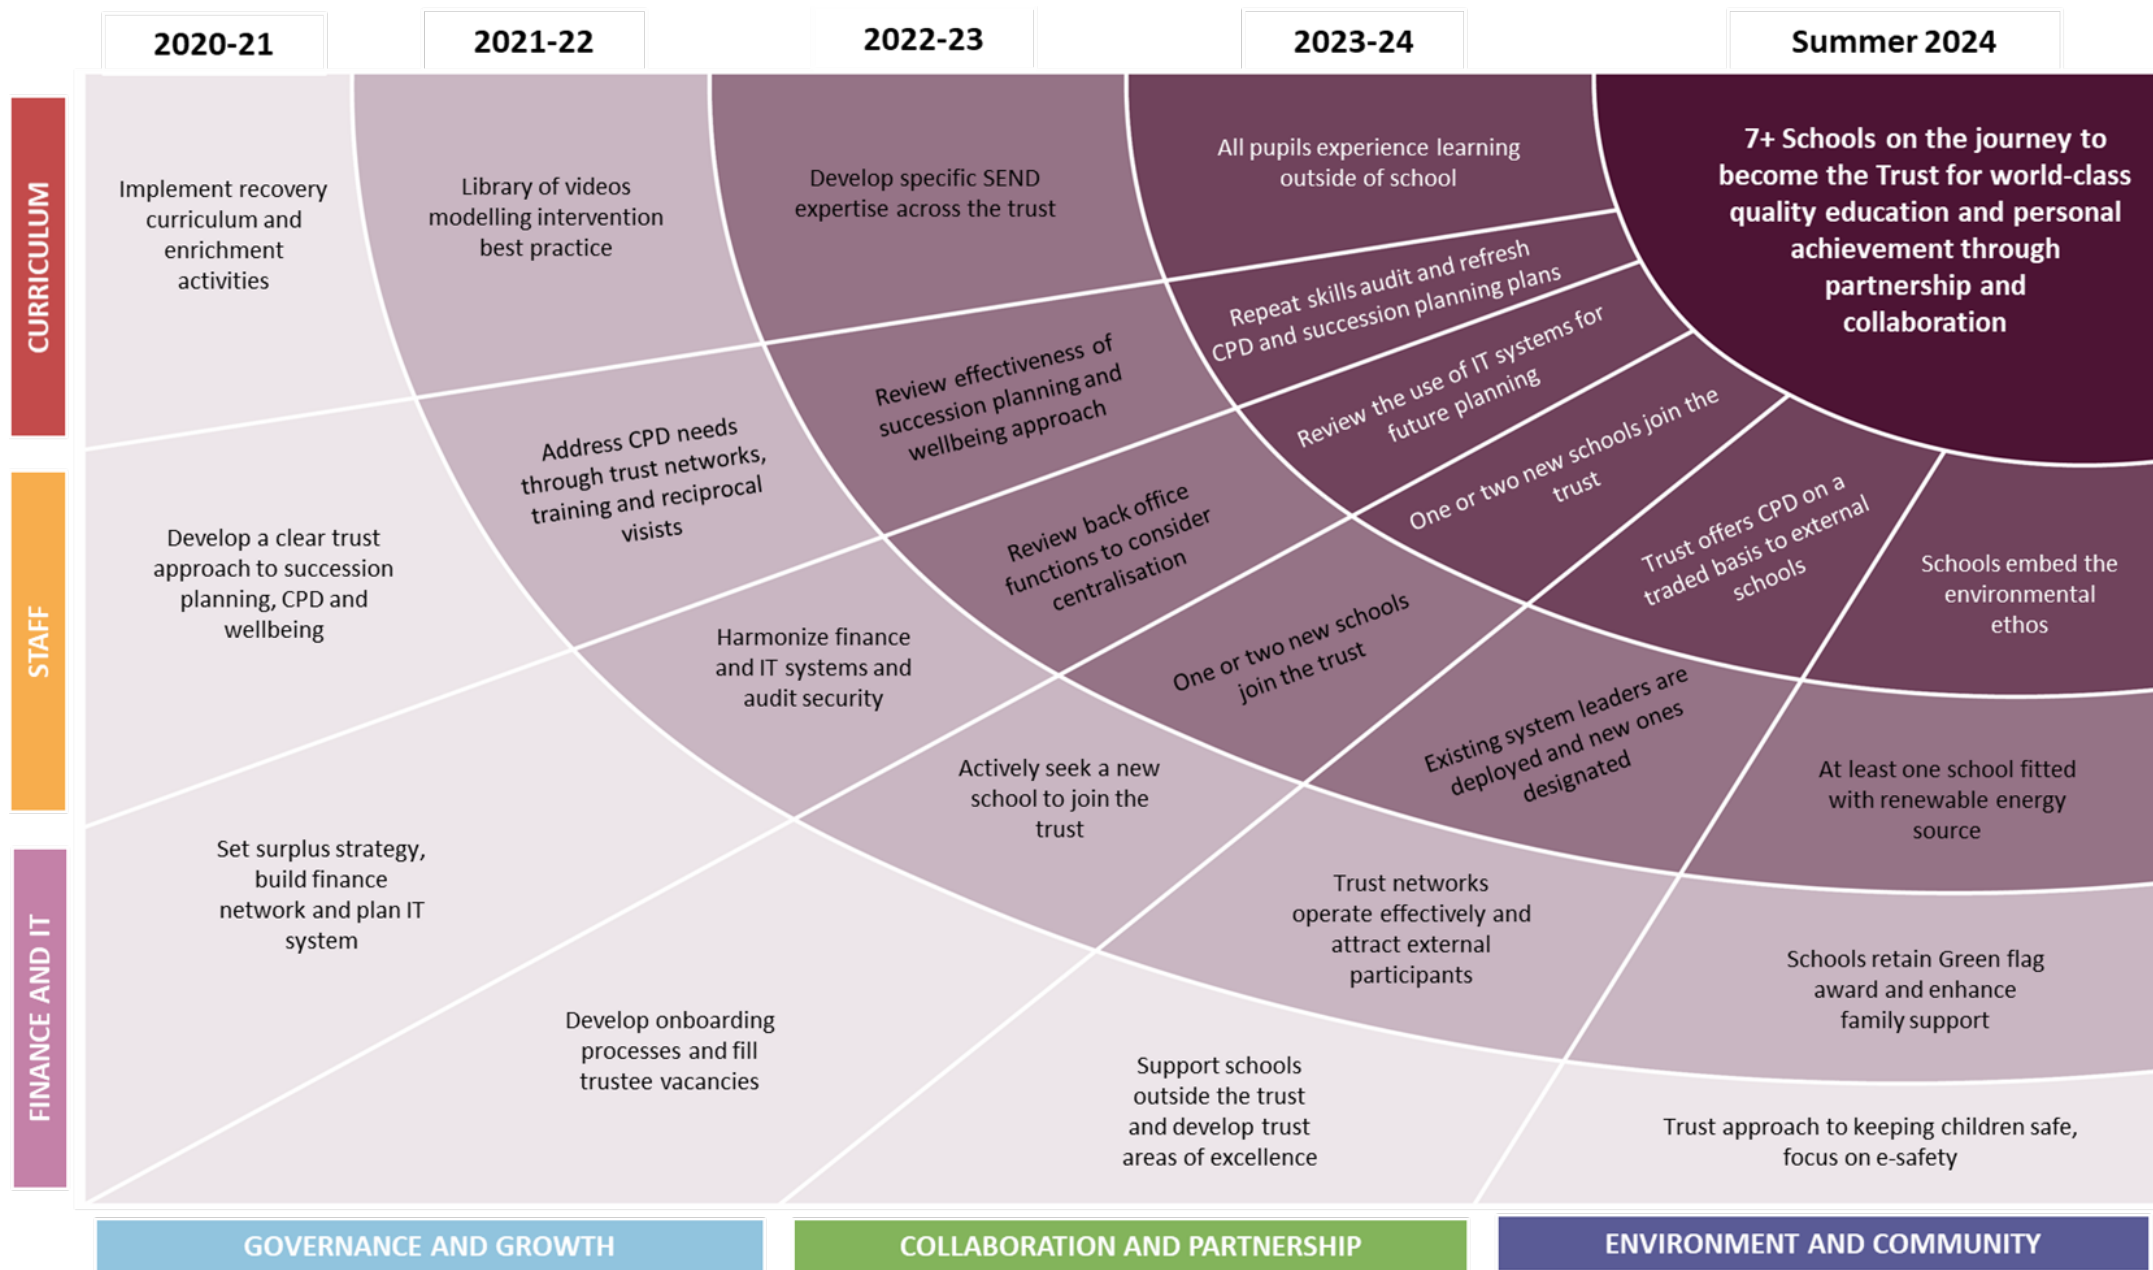 2020-21
2021-22
2022-23
2023-24
Summer 2024
CURRICULUM
Implement recovery
curriculum and
enrichment
activities
Library of videos
modelling intervention
best practice
Develop specific SEND
expertise across the trust
All pupils experience learning
outside of school
7+ Schools on the journey to
become the Trust for world-class
quality education and personal
achievement through
partnership and
collaboration
STAFF
Develop a clear trust
approach to succession
planning, CPD and
wellbeing
Address CPD needs
through trust networks,
training and reciprocal
visists
Review effectiveness of
succession planning and
wellbeing approach
Repeat skills audit and refresh
CPD and succession planning plans
FINANCE AND IT
Set surplus strategy,
build finance
network and plan IT
system
Harmonize finance
and IT systems and
audit security
Review back office
functions to consider
centralisation
Review the use of IT systems for
future planning
Develop onboarding
processes and fill
trustee vacancies
Actively seek a new
school to join the
trust
One or two new schools
join the trust
One or two new schools join the
trust
Support schools
outside the trust
and develop trust
areas of excellence
Trust networks
operate effectively and
attract external
participants
Existing system leaders are
deployed and new ones
designated
Trust offers CPD on a
traded basis to external
schools
Trust approach to keeping children safe,
focus on e-safety
Schools retain Green flag
award and enhance
family support
At least one school fitted
with renewable energy
source
Schools embed the
environmental
ethos
GOVERNANCE AND GROWTH
COLLABORATION AND PARTNERSHIP
ENVIRONMENT AND COMMUNITY